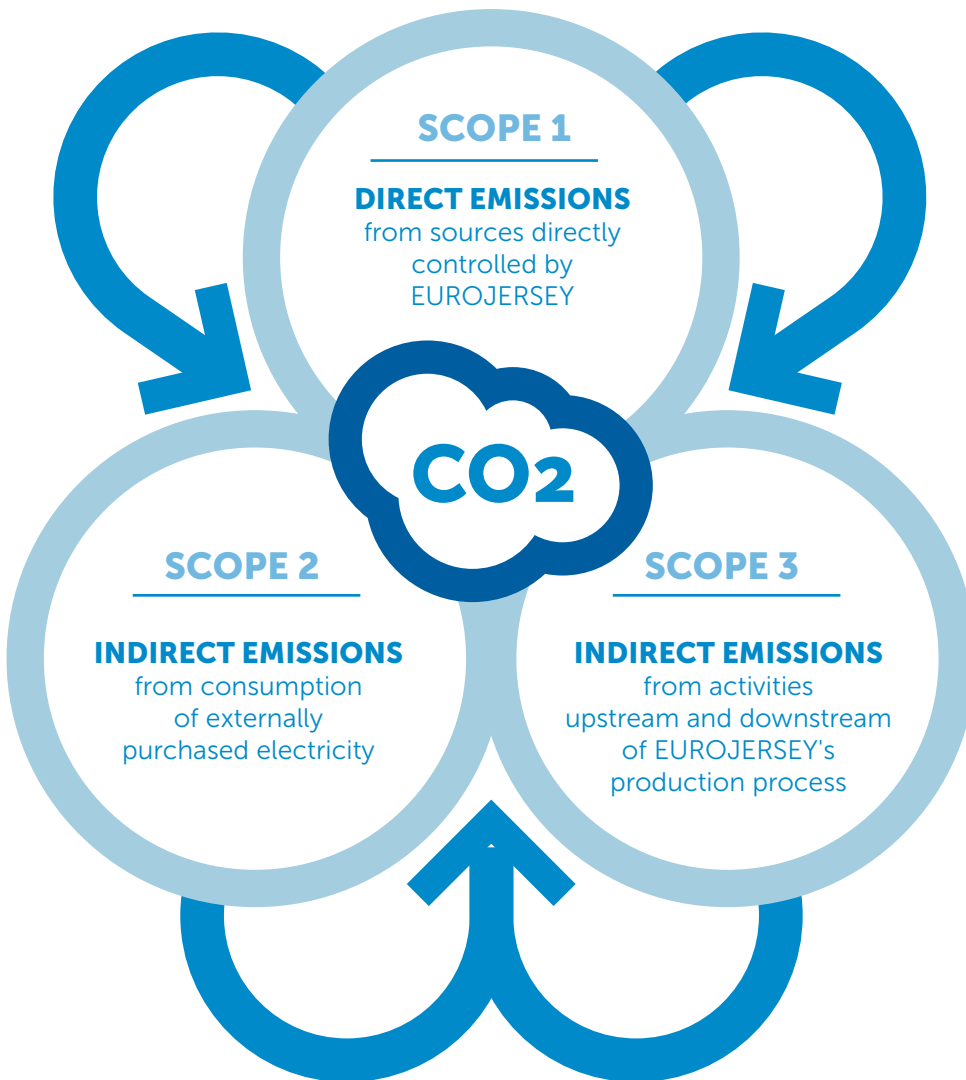 SCOPE 1
DIRECT EMISSIONS
from sources directly
controlled by
EUROJERSEY
CO2
SCOPE 2
INDIRECT EMISSIONS
from consumption
of externally
purchased electricity
SCOPE 3
INDIRECT EMISSIONS
from activities
upstream and downstream
of EUROJERSEY's
production process